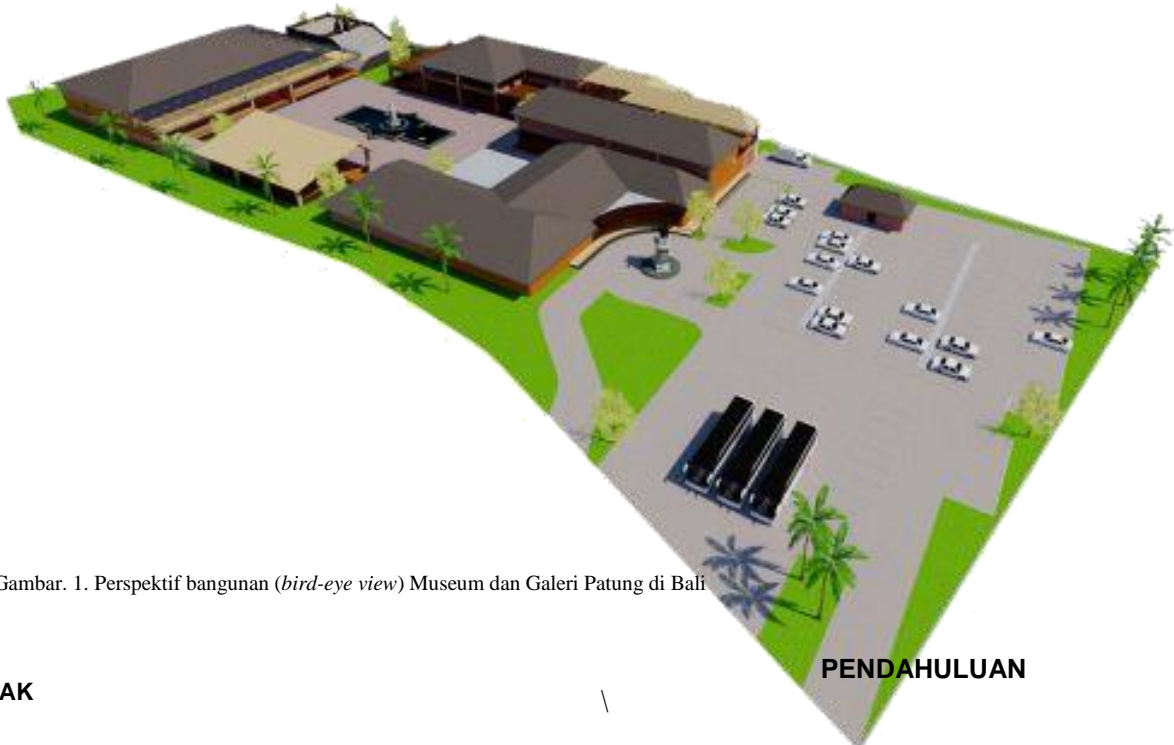 Gambar. 1. Perspektif bangunan (bird-eye view) Museum dan Galeri Patung di Bali
PENDAHULUAN
AK
\